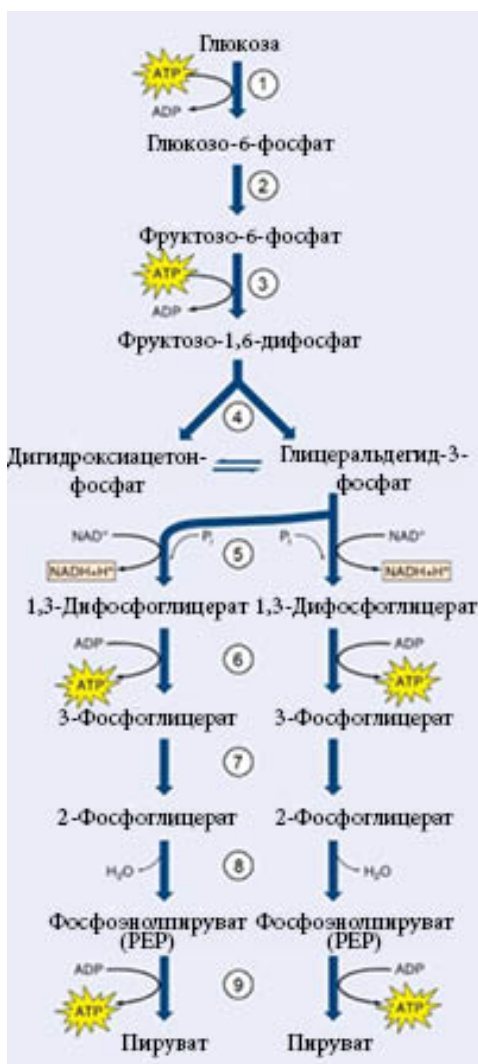 Глюкоза
ATP
1
ADP
Глюкозо-6-фосфат
2
Фруктозо-6-фосфат
ATP
3
ADP
Фруктозо-1,6-дифосфат
4
Дигидроксиацетон-
фосфат
Глицеральдегид-3-
фосфат
NAD⁺ Pᵢ 5 Pᵢ NAD⁺
NADH+H⁺ NADH+H⁺
1,3-Дифосфоглицерат 1,3-Дифосфоглицерат
ADP 6 ADP
ATP ATP
3-Фосфоглицерат 3-Фосфоглицерат
7
2-Фосфоглицерат 2-Фосфоглицерат
H₂O 8 H₂O
Фосфоэнолпируват Фосфоэнолпируват
(PEP) (PEP)
ADP 9 ADP
ATP ATP
Пируват Пируват